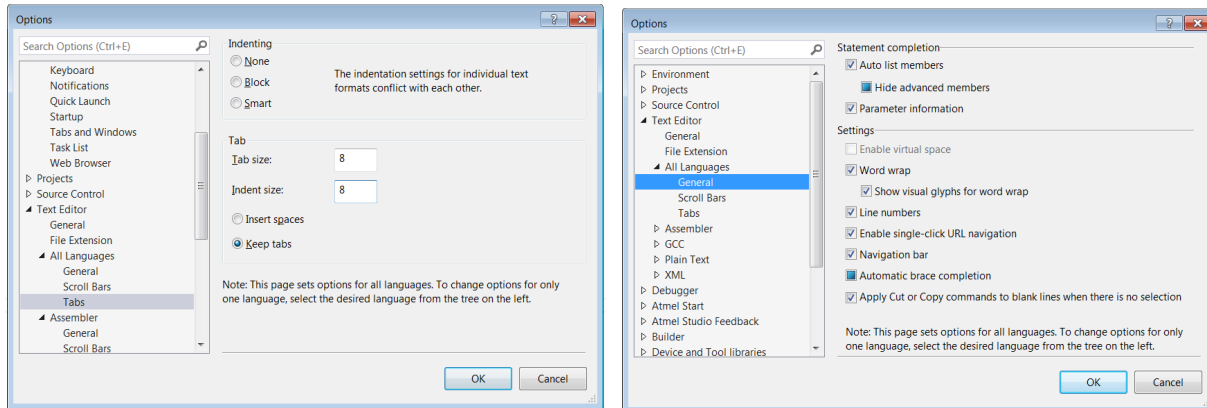 Options
Search Options (Ctrl+E)
Keyboard
Notifications
Quick Launch
Startup
Tabs and Windows
Task List
Web Browser
Projects
Source Control
Text Editor
General
File Extension
All Languages
General
Scroll Bars
Tabs
Assembler
General
Scroll Bars
Indenting
None
Block
Smart
The indentation settings for individual text
formats conflict with each other.
Tab
Tab size:
8
Indent size:
8
Insert spaces
Keep tabs
Note: This page sets options for all languages. To change options for only
one language, select the desired language from the tree on the left.
OK
Cancel
Options
Search Options (Ctrl+E)
Environment
Projects
Source Control
Text Editor
General
File Extension
All Languages
General
Scroll Bars
Tabs
Assembler
GCC
Plain Text
XML
Debugger
Atmel Start
Atmel Studio Feedback
Builder
Device and Tool libraries
Statement completion
Auto list members
Hide advanced members
Parameter information
Settings
Enable virtual space
Word wrap
Show visual glyphs for word wrap
Line numbers
Enable single-click URL navigation
Navigation bar
Automatic brace completion
Apply Cut or Copy commands to blank lines when there is no selection
Note: This page sets options for all languages. To change options for only
one language, select the desired language from the tree on the left.
OK
Cancel